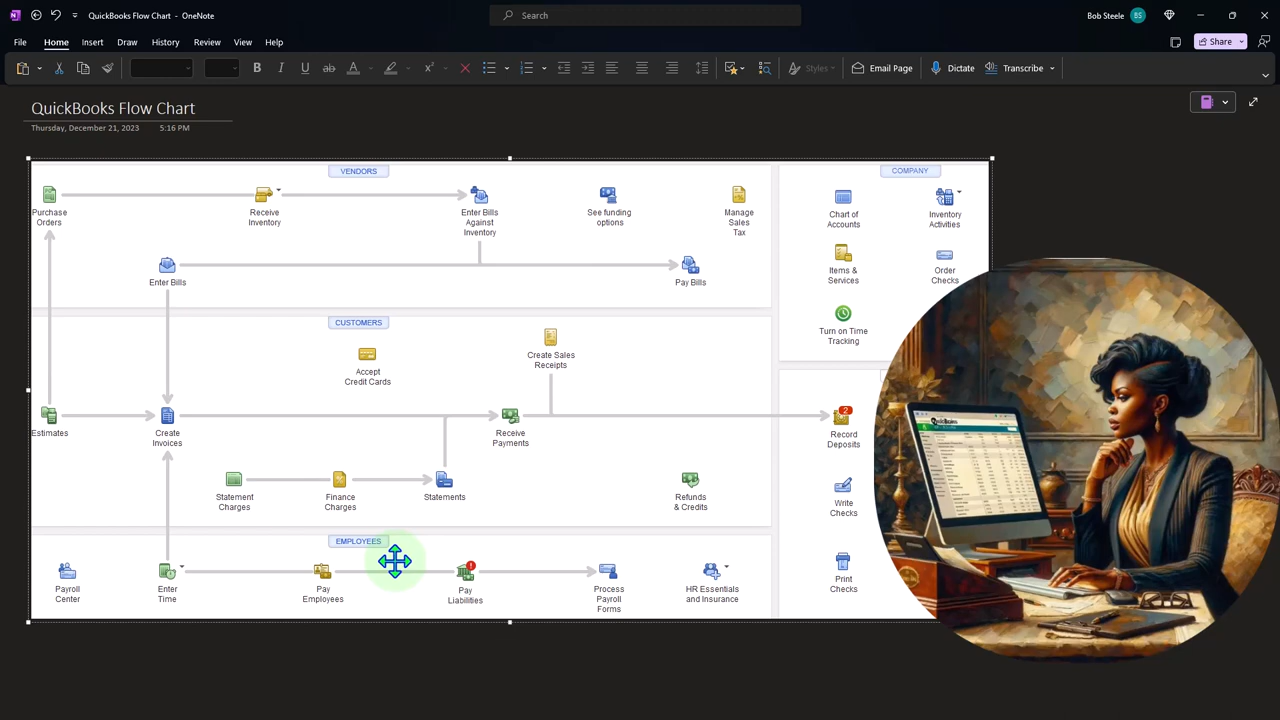 QuickBooks Flow Chart - OneNote
Search
Bob Steele
BS
File
Home
Insert
Draw
History
Review
View
Help
Share
Styles
Email Page
Dictate
Transcribe
QuickBooks Flow Chart
Thursday, December 21, 2023
5:16 PM
VENDORS
Purchase
Orders
Receive
Inventory
Enter Bills
Against
Inventory
See funding
options
Manage
Sales
Tax
Enter Bills
Pay Bills
COMPANY
Chart of
Accounts
Inventory
Activities
Items &
Services
Order
Checks
Turn on Time
Tracking
CUSTOMERS
Create Sales
Receipts
Accept
Credit Cards
Estimates
Create
Invoices
Receive
Payments
2
Record
Deposits
Statement
Charges
Finance
Charges
Statements
Refunds
& Credits
Write
Checks
EMPLOYEES
Payroll
Center
Enter
Time
Pay
Employees
Pay
Liabilities
Process
Payroll
Forms
HR Essentials
and Insurance
Print
Checks